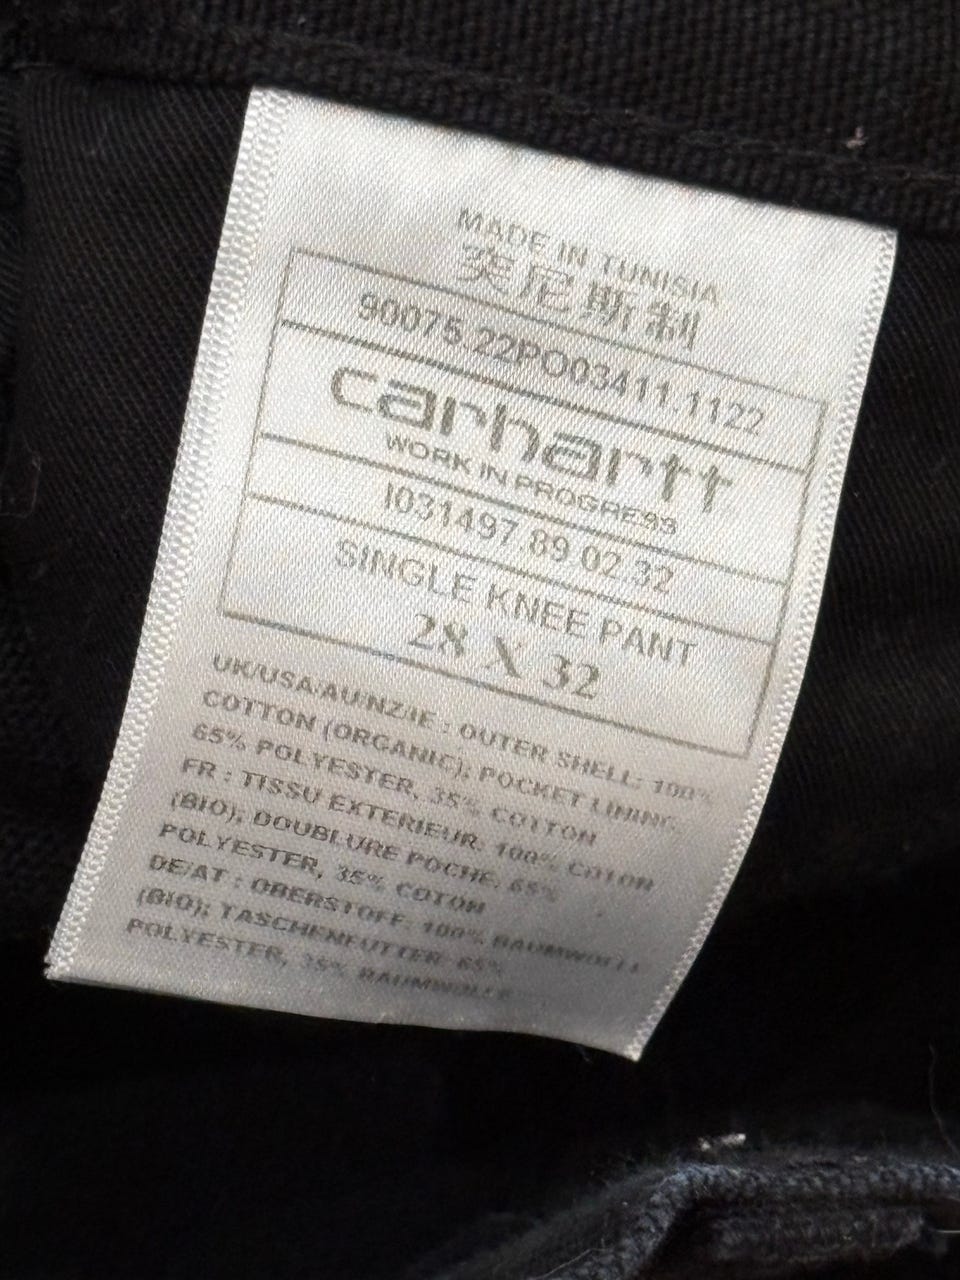 MADE IN TUNISIA
突尼斯制
90075.22PO03411.1122
carhartt
WORK IN PROGRESS
I031497.89.02.32
SINGLE KNEE PANT
28 X 32
UK/USA/AU/NZ/IE : OUTER SHELL: 100%
COTTON (ORGANIC); POCKET LINING:
65% POLYESTER, 35% COTTON
FR : TISSU EXTERIEUR: 100% COTON
(BIO); DOUBLURE POCHE: 65%
POLYESTER, 35% COTON
DE/AT : OBERSTOFF: 100% BAUMWOLLE
(BIO); TASCHENFUTTER: 65%
POLYESTER, 35% BAUMWOLLE